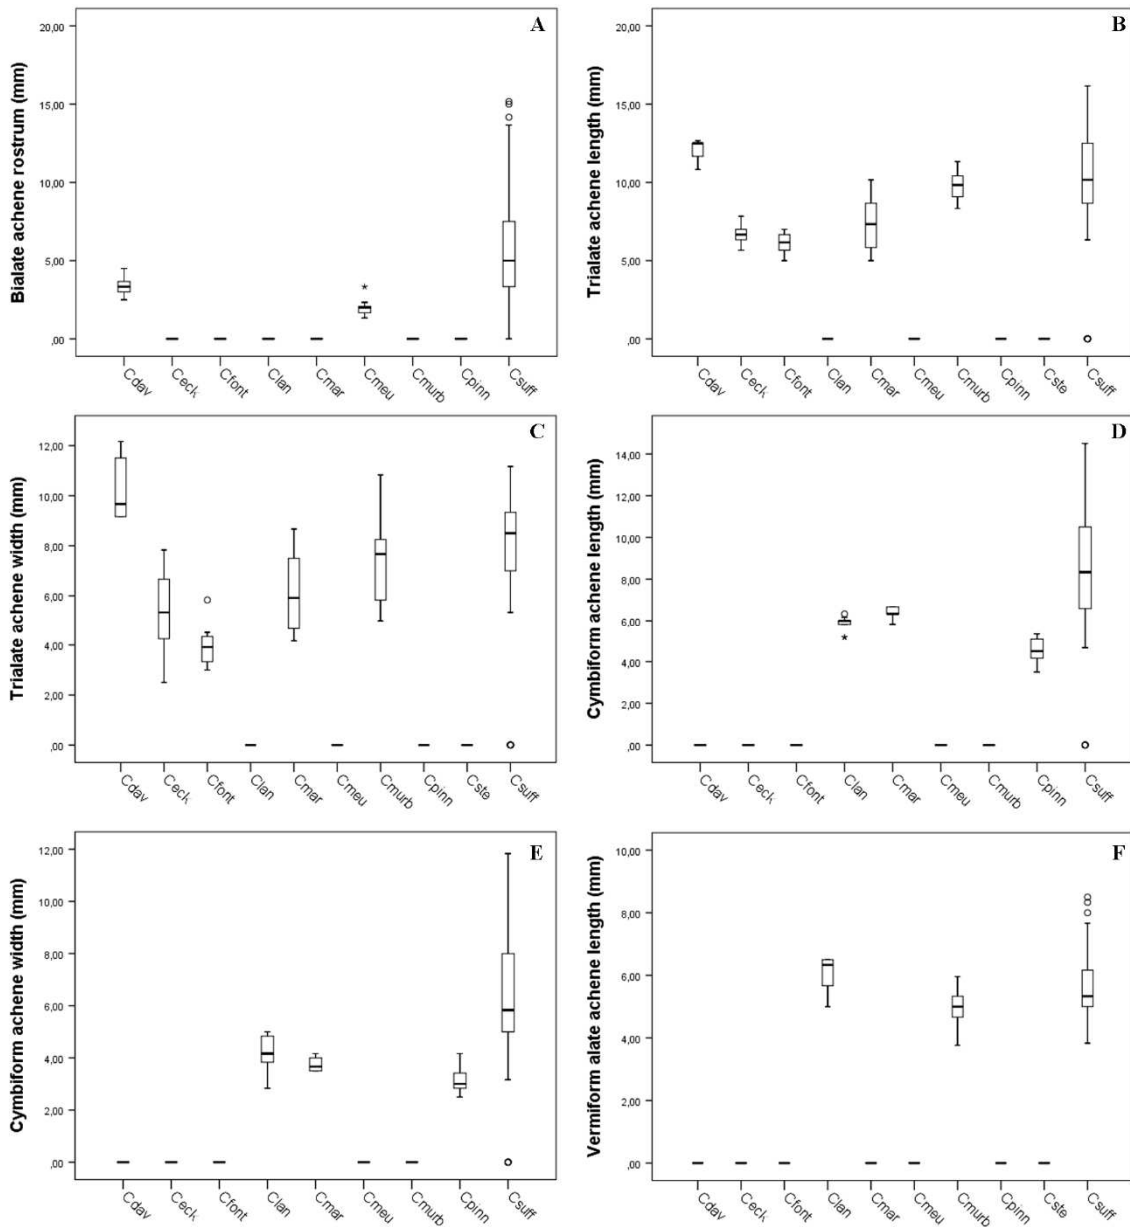 A
Bialate achene rostrum (mm)
20,00
15,00
10,00
5,00
,00
Cdav Ceck Cfont Clan Cmar Cmeu Cmurb Cpinn Csuff
B
Trialate achene length (mm)
20,00
15,00
10,00
5,00
,00
Cdav Ceck Cfont Clan Cmar Cmeu Cmurb Cpinn Cste Csuff
C
Trialate achene width (mm)
12,00
10,00
8,00
6,00
4,00
2,00
,00
Cdav Ceck Cfont Clan Cmar Cmeu Cmurb Cpinn Cste Csuff
D
Cymbiform achene length (mm)
14,00
12,00
10,00
8,00
6,00
4,00
2,00
,00
Cdav Ceck Cfont Clan Cmar Cmeu Cmurb Cpinn Csuff
E
Cymbiform achene width (mm)
12,00
10,00
8,00
6,00
4,00
2,00
,00
Cdav Ceck Cfont Clan Cmar Cmeu Cmurb Cpinn Csuff
F
Vermiform alate achene length (mm)
10,00
8,00
6,00
4,00
2,00
,00
Cdav Ceck Cfont Clan Cmar Cmeu Cmurb Cpinn Cste Csuff